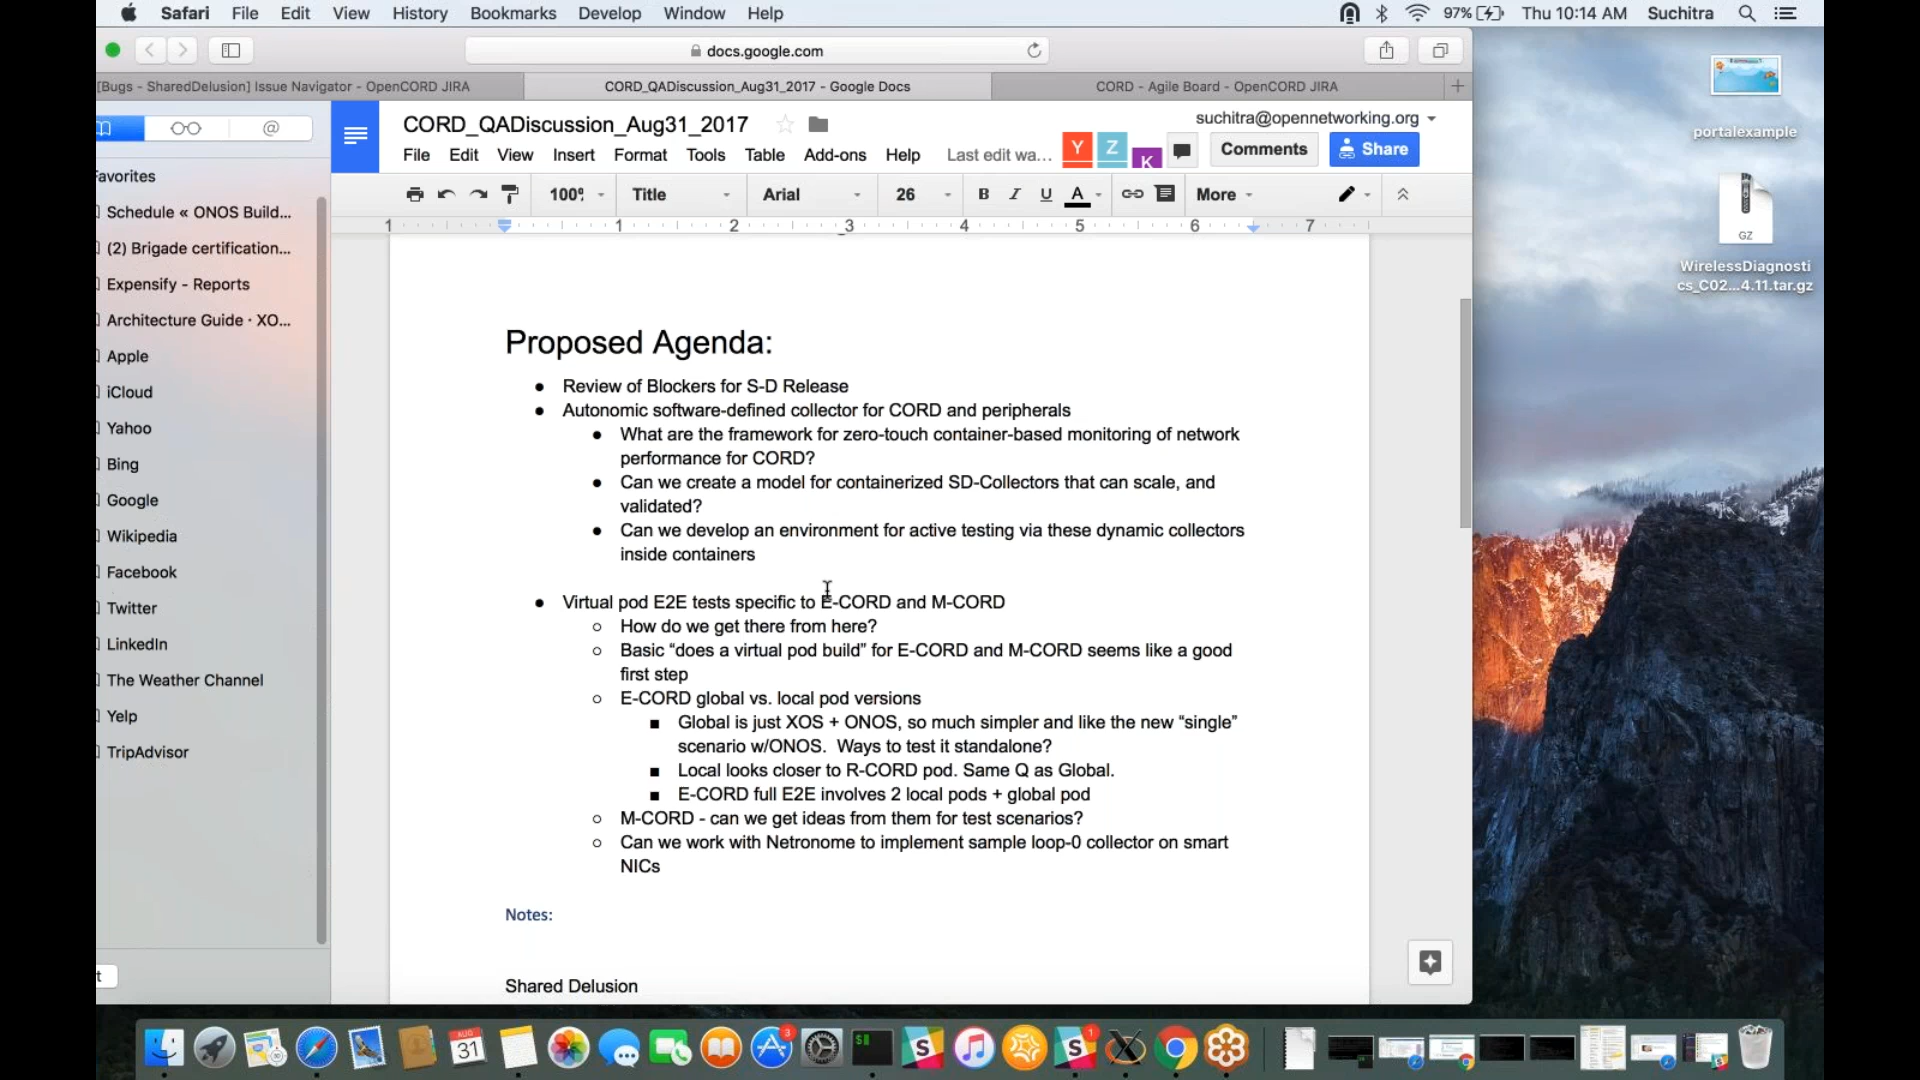 Safari File Edit View History Bookmarks Develop Window Help 97% Thu 10:14 AM Suchitra
docs.google.com
[Bugs - SharedDelusion] Issue Navigator - OpenCORD JIRA
CORD_QADiscussion_Aug31_2017 - Google Docs
CORD - Agile Board - OpenCORD JIRA
@
Favorites
Schedule « ONOS Build...
(2) Brigade certification...
Expensify - Reports
Architecture Guide · XO...
Apple
iCloud
Yahoo
Bing
Google
Wikipedia
Facebook
Twitter
LinkedIn
The Weather Channel
Yelp
TripAdvisor
CORD_QADiscussion_Aug31_2017
suchitra@opennetworking.org
File Edit View Insert Format Tools Table Add-ons Help Last edit wa...
Y Z K
Comments
Share
100% Title Arial 26 B I U A More
1 1 2 3 4 5 6 7
Proposed Agenda:
● Review of Blockers for S-D Release
● Autonomic software-defined collector for CORD and peripherals
● What are the framework for zero-touch container-based monitoring of network
performance for CORD?
● Can we create a model for containerized SD-Collectors that can scale, and
validated?
● Can we develop an environment for active testing via these dynamic collectors
inside containers
● Virtual pod E2E tests specific to E-CORD and M-CORD
○ How do we get there from here?
○ Basic “does a virtual pod build” for E-CORD and M-CORD seems like a good
first step
○ E-CORD global vs. local pod versions
■ Global is just XOS + ONOS, so much simpler and like the new “single”
scenario w/ONOS. Ways to test it standalone?
■ Local looks closer to R-CORD pod. Same Q as Global.
■ E-CORD full E2E involves 2 local pods + global pod
○ M-CORD - can we get ideas from them for test scenarios?
○ Can we work with Netronome to implement sample loop-0 collector on smart
NICs
Notes:
Shared Delusion
portalexample
GZ
WirelessDiagnosti
cs_C02...4.11.tar.gz
AUG
31
3
1